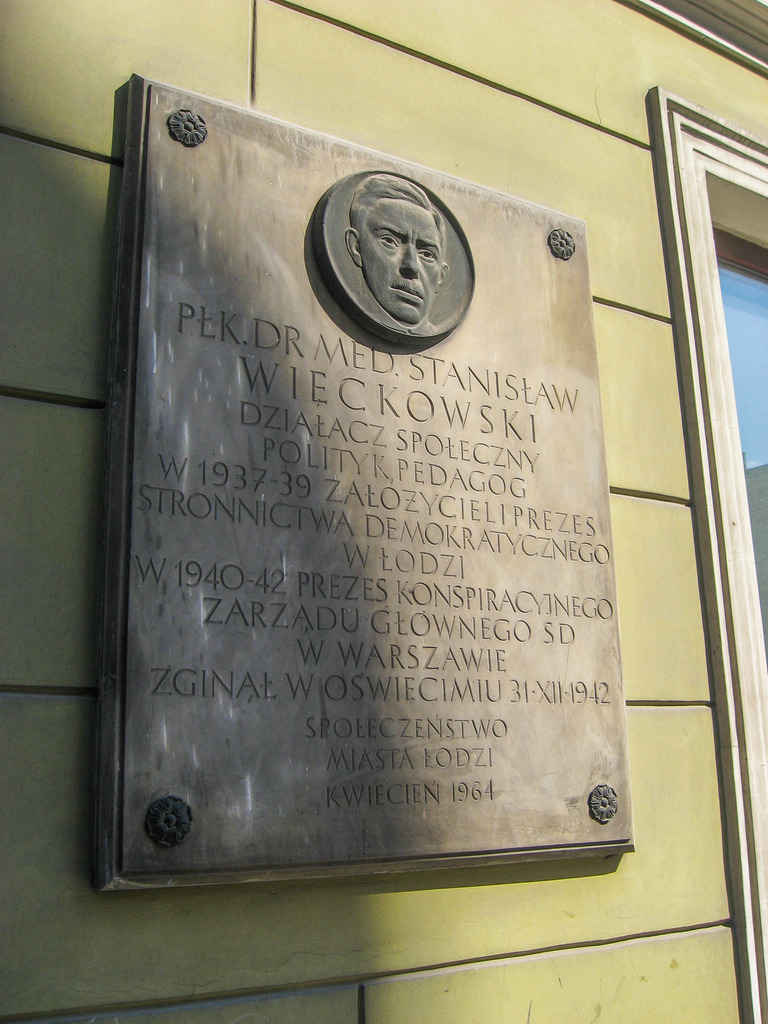 PŁK. DR MED. STANISŁAW
WIĘCKOWSKI
DZIAŁACZ SPOŁECZNY
POLITYK, PEDAGOG
W 1937-39 ZAŁOŻYCIEL I PREZES
STRONNICTWA DEMOKRATYCZNEGO
W ŁODZI
W 1940-42 PREZES KONSPIRACYJNEGO
ZARZĄDU GŁÓWNEGO SD
W WARSZAWIE
ZGINĄŁ W OŚWIĘCIMIU 31·XII·1942
SPOŁECZEŃSTWO
MIASTA ŁODZI
KWIECIEŃ 1964